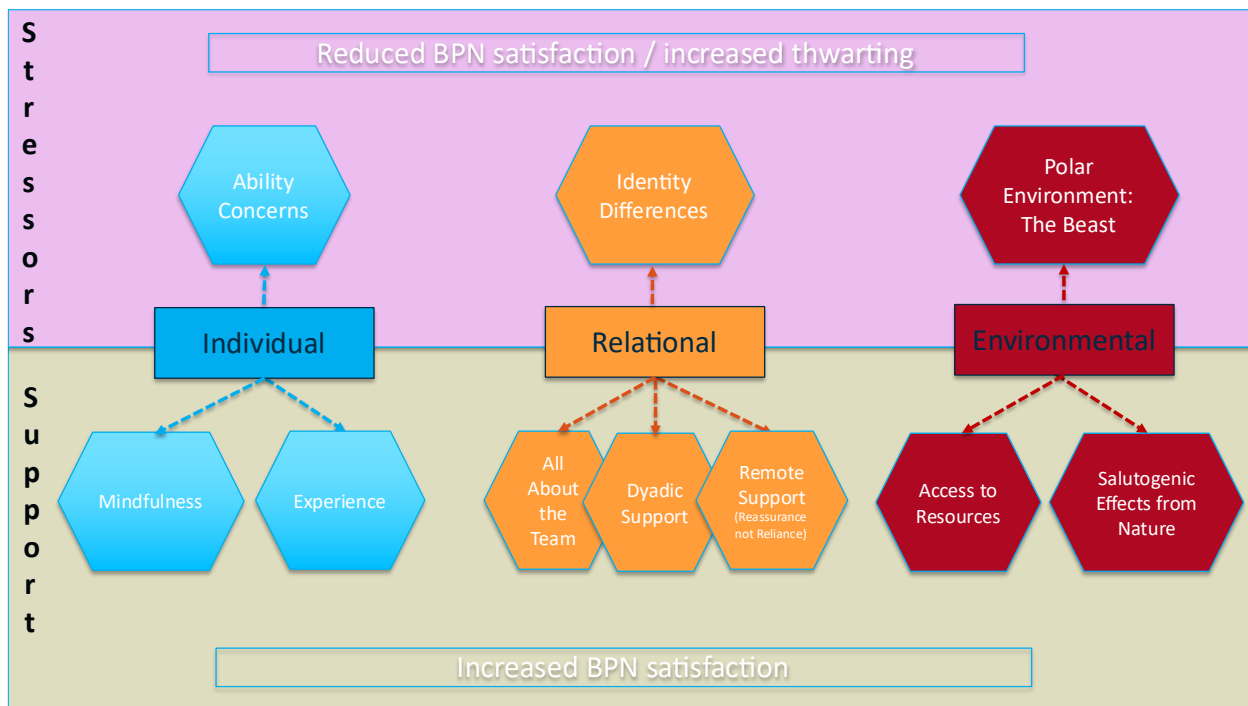 Stressors
Reduced BPN satisfaction / increased thwarting
Ability
Concerns
Identity
Differences
Polar
Environment:
The Beast
Individual
Relational
Environmental
Support
Mindfulness
Experience
All
About
the
Team
Dyadic
Support
Remote
Support
(Reassurance
not Reliance)
Access to
Resources
Salutogenic
Effects from
Nature
Increased BPN satisfaction